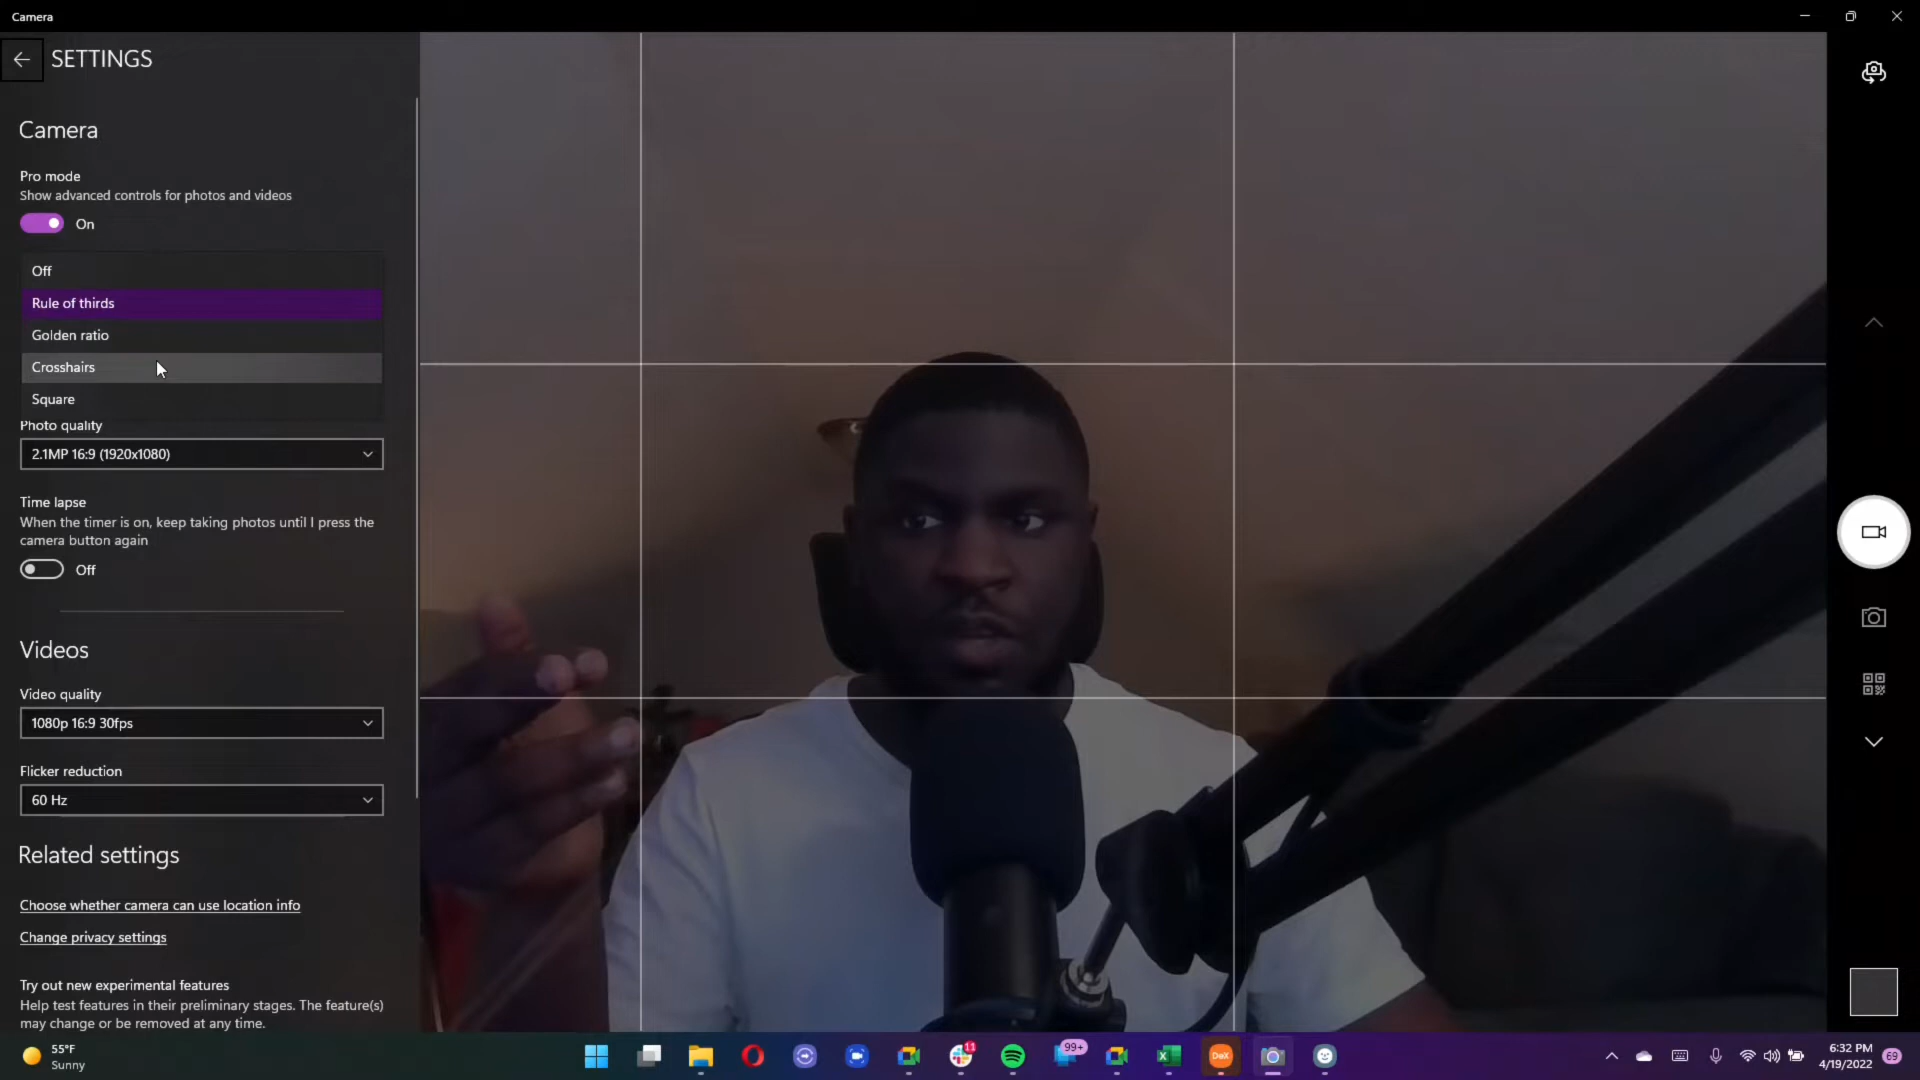 Camera
SETTINGS
Camera
Pro mode
Show advanced controls for photos and videos
On
Off
Rule of thirds
Golden ratio
Crosshairs
Square
Photo quality
2.1MP 16:9 (1920x1080)
Time lapse
When the timer is on, keep taking photos until I press the
camera button again
Off
Videos
Video quality
1080p 16:9 30fps
Flicker reduction
60 Hz
Related settings
Choose whether camera can use location info
Change privacy settings
Try out new experimental features
Help test features in their preliminary stages. The feature(s)
may change or be removed at any time.
55°F
Sunny
11
99+
DeX
6:32 PM
4/19/2022
69